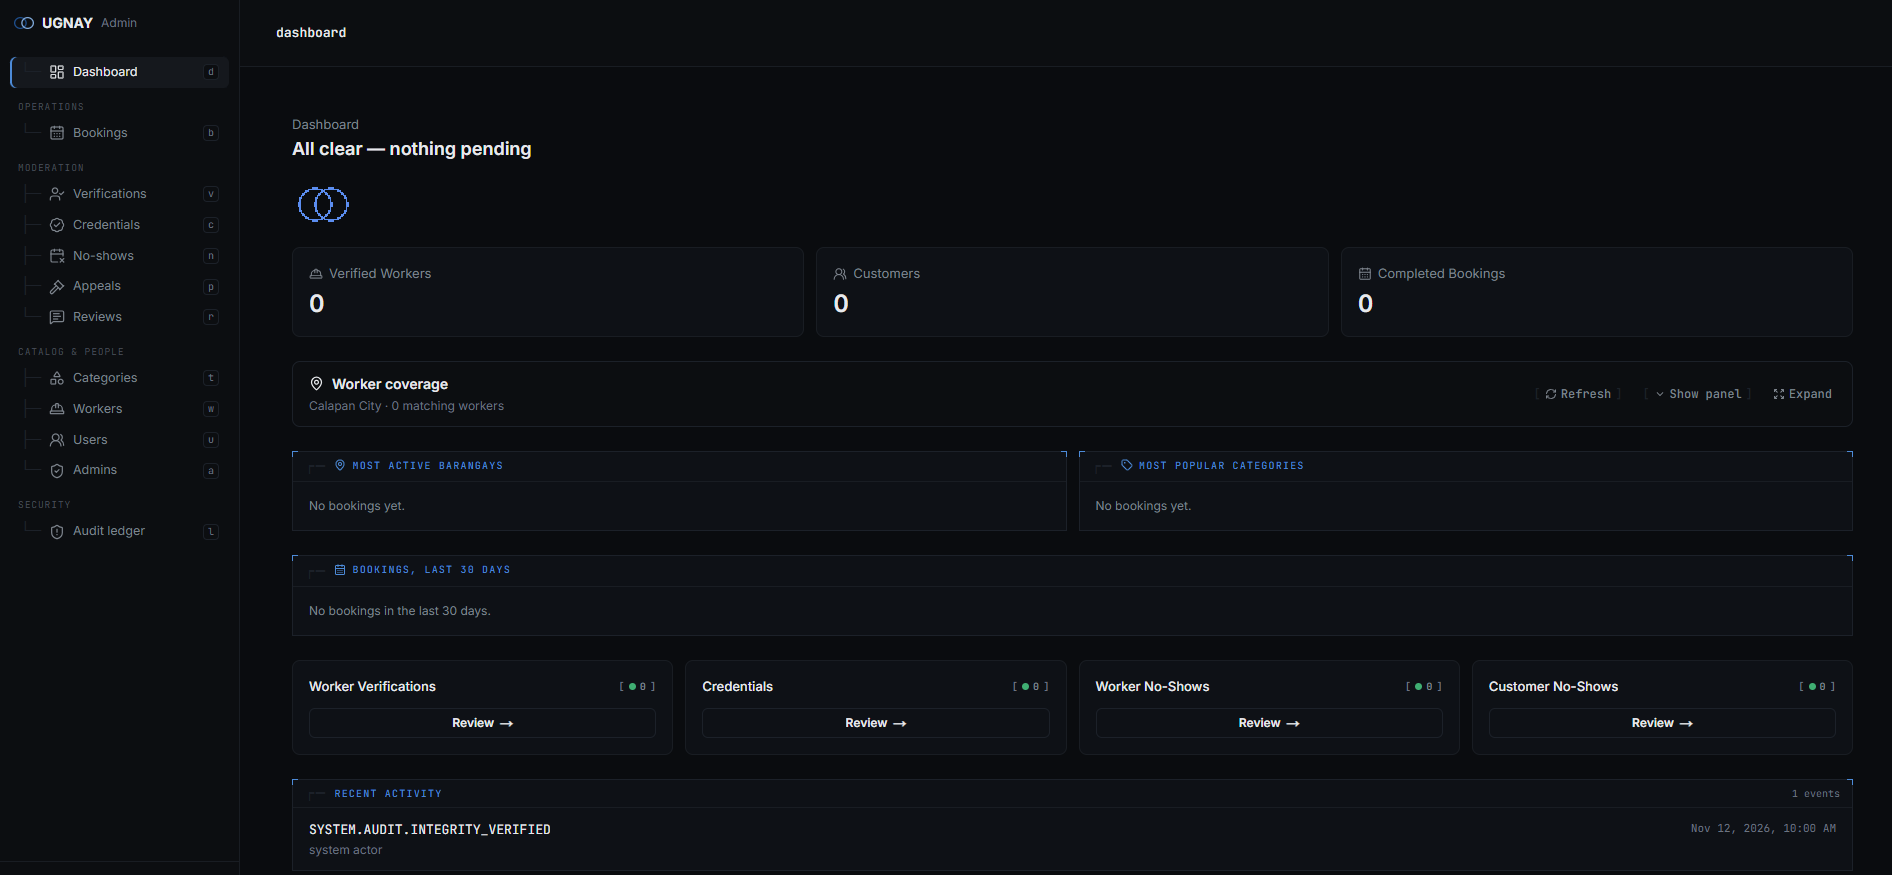 UGNAY Admin
dashboard
Dashboard d
OPERATIONS
Bookings b
MODERATION
Verifications v
Credentials c
No-shows n
Appeals p
Reviews r
CATALOG & PEOPLE
Categories t
Workers w
Users u
Admins a
SECURITY
Audit ledger l
Dashboard
All clear — nothing pending
Verified Workers
0
Customers
0
Completed Bookings
0
Worker coverage
Calapan City · 0 matching workers
[ Refresh ] [ Show panel ] Expand
MOST ACTIVE BARANGAYS
No bookings yet.
MOST POPULAR CATEGORIES
No bookings yet.
BOOKINGS, LAST 30 DAYS
No bookings in the last 30 days.
Worker Verifications [ ● 0 ]
Review →
Credentials [ ● 0 ]
Review →
Worker No-Shows [ ● 0 ]
Review →
Customer No-Shows [ ● 0 ]
Review →
RECENT ACTIVITY 1 events
SYSTEM.AUDIT.INTEGRITY_VERIFIED Nov 12, 2026, 10:00 AM
system actor